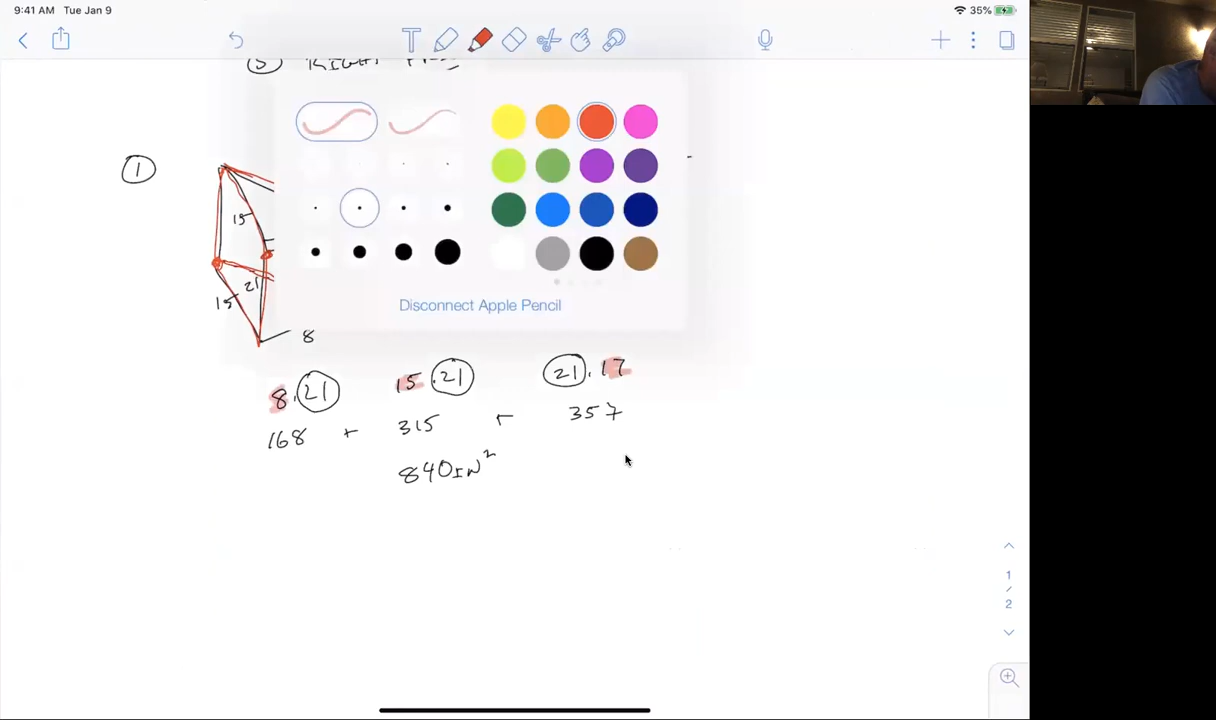 9:41 AM Tue Jan 9
35%
T
RIGHT
1
15
21
15
8
8.21 15.21 21.17
168 + 315 + 357
840IN²
Disconnect Apple Pencil
1
/
2